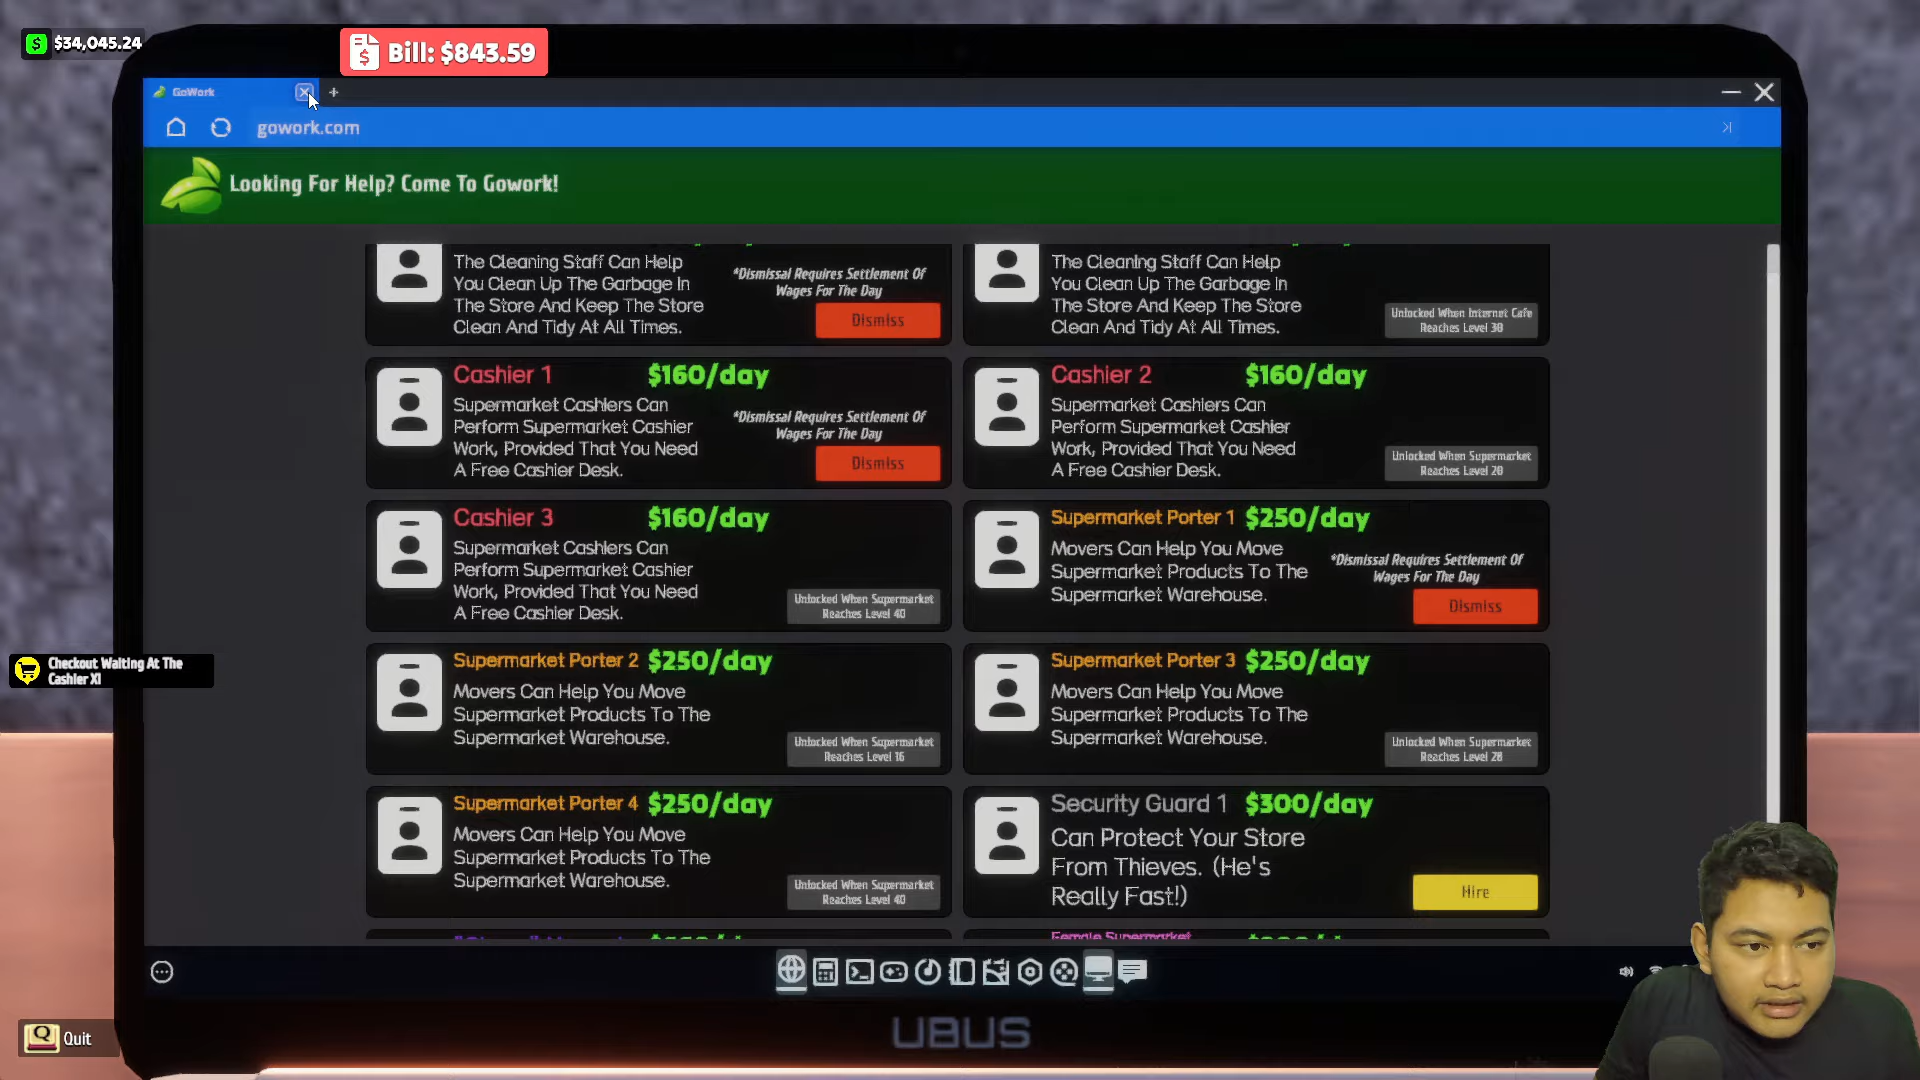 $34,045.24
Bill: $843.59
GoWork
gowork.com
Looking For Help? Come To Gowork!
The Cleaning Staff Can Help
You Clean Up The Garbage In
The Store And Keep The Store
Clean And Tidy At All Times.
*Dismissal Requires Settlement Of
Wages For The Day
Dismiss
The Cleaning Staff Can Help
You Clean Up The Garbage In
The Store And Keep The Store
Clean And Tidy At All Times.
Unlocked When Internet Cafe
Reaches Level 30
Cashier 1 $160/day
Supermarket Cashiers Can
Perform Supermarket Cashier
Work, Provided That You Need
A Free Cashier Desk.
*Dismissal Requires Settlement Of
Wages For The Day
Dismiss
Cashier 2 $160/day
Supermarket Cashiers Can
Perform Supermarket Cashier
Work, Provided That You Need
A Free Cashier Desk.
Unlocked When Supermarket
Reaches Level 20
Cashier 3 $160/day
Supermarket Cashiers Can
Perform Supermarket Cashier
Work, Provided That You Need
A Free Cashier Desk.
Unlocked When Supermarket
Reaches Level 40
Supermarket Porter 1 $250/day
Movers Can Help You Move
Supermarket Products To The
Supermarket Warehouse.
*Dismissal Requires Settlement Of
Wages For The Day
Dismiss
Checkout Waiting At The
Cashier X1
Supermarket Porter 2 $250/day
Movers Can Help You Move
Supermarket Products To The
Supermarket Warehouse.
Unlocked When Supermarket
Reaches Level 16
Supermarket Porter 3 $250/day
Movers Can Help You Move
Supermarket Products To The
Supermarket Warehouse.
Unlocked When Supermarket
Reaches Level 28
Supermarket Porter 4 $250/day
Movers Can Help You Move
Supermarket Products To The
Supermarket Warehouse.
Unlocked When Supermarket
Reaches Level 40
Security Guard 1 $300/day
Can Protect Your Store
From Thieves. (He's
Really Fast!)
Hire
Female Supermarket
Q Quit
UBUS